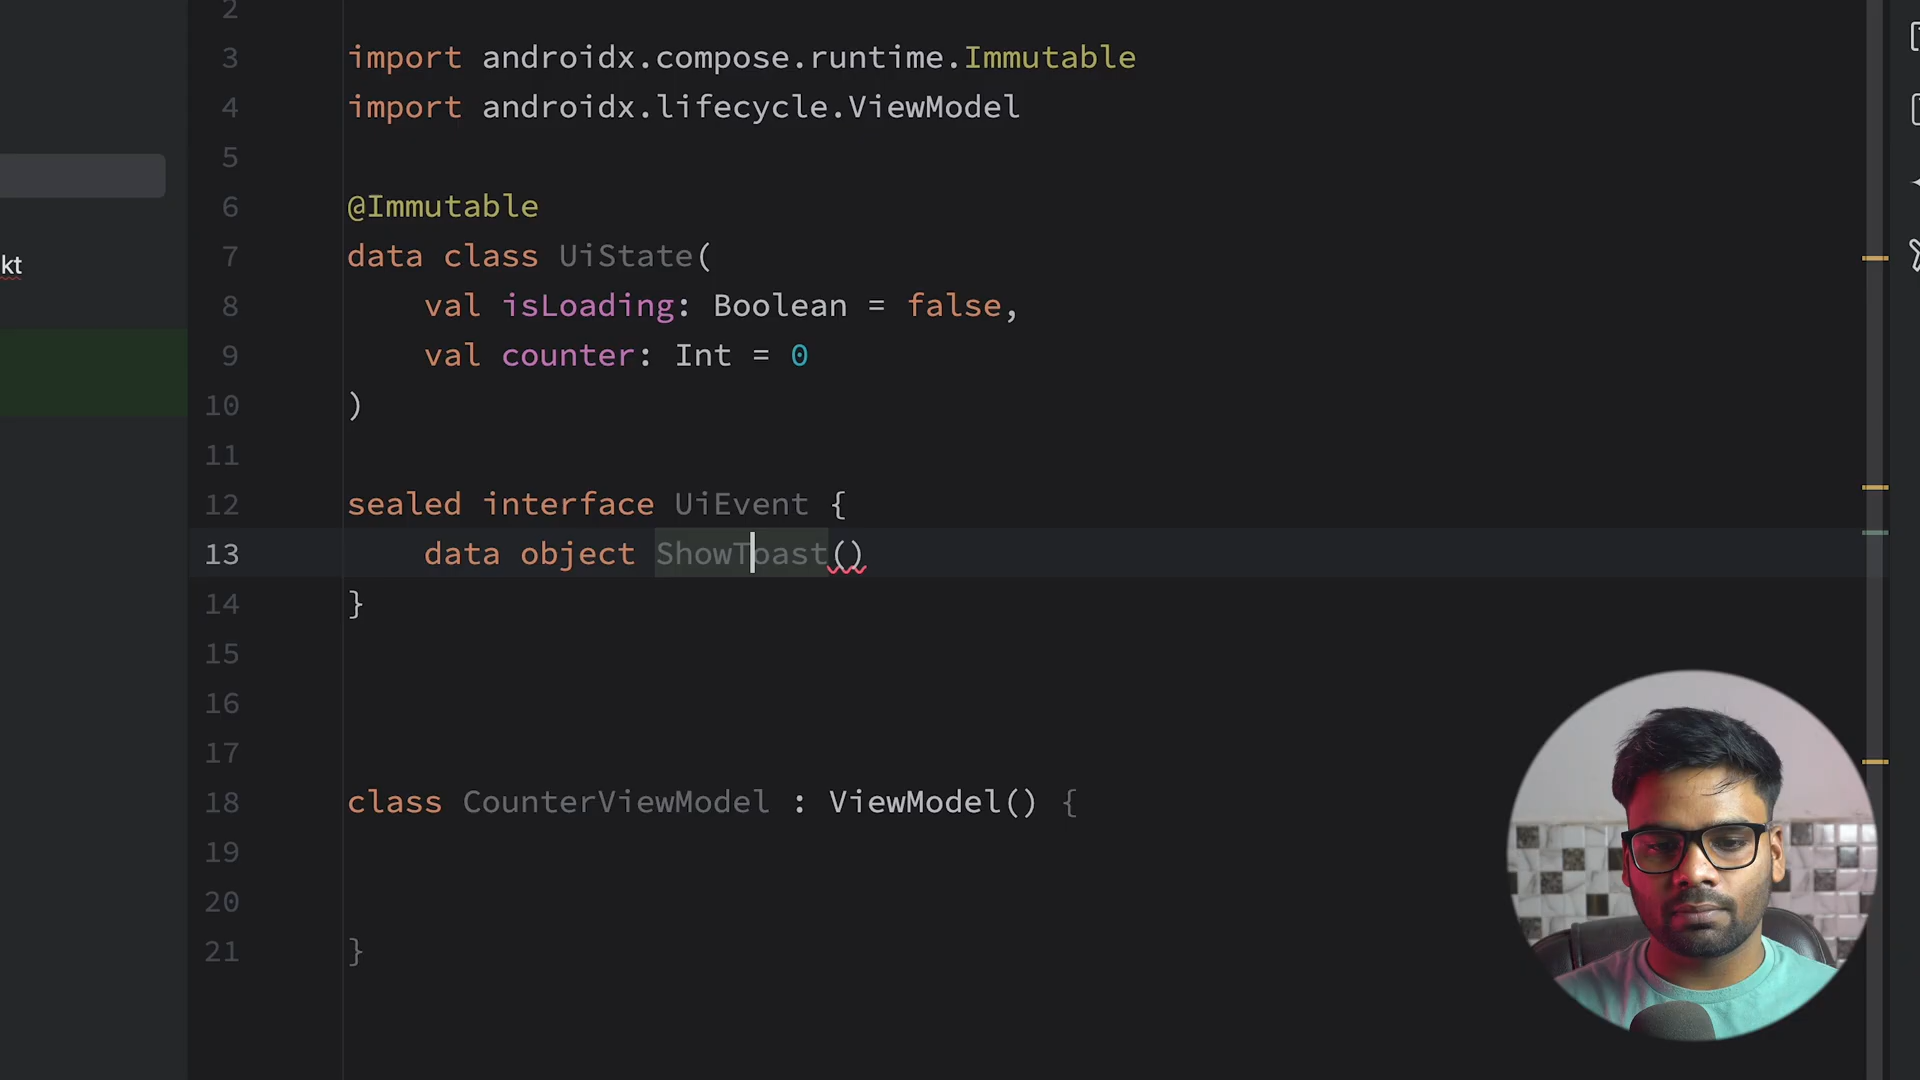 2
3 import androidx.compose.runtime.Immutable
4 import androidx.lifecycle.ViewModel
5
6 @Immutable
7 data class UiState(
kt
8     val isLoading: Boolean = false,
9     val counter: Int = 0
10 )
11
12 sealed interface UiEvent {
13     data object ShowToast()
14 }
15
16
17
18 class CounterViewModel : ViewModel() {
19
20
21 }